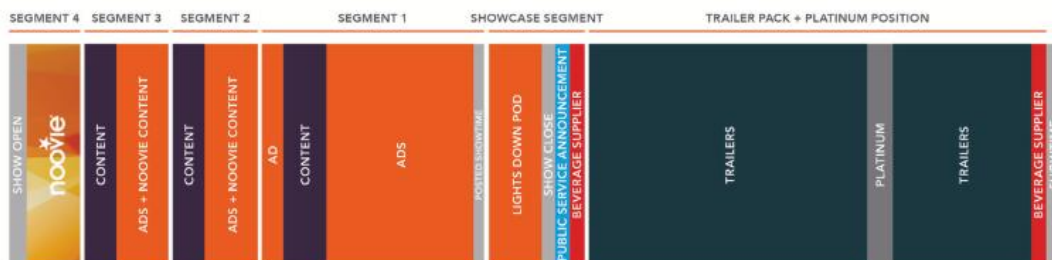 SEGMENT 4
SEGMENT 3
SEGMENT 2
SEGMENT 1
SHOWCASE SEGMENT
TRAILER PACK + PLATINUM POSITION
SHOW OPEN
noovie
CONTENT
ADS + NOOVIE CONTENT
CONTENT
ADS + NOOVIE CONTENT
AD
CONTENT
ADS
POSTED SHOWTIME
LIGHTS DOWN POD
SHOW CLOSE
PUBLIC SERVICE ANNOUNCEMENT
BEVERAGE SUPPLIER
TRAILERS
PLATINUM
TRAILERS
BEVERAGE SUPPLIER